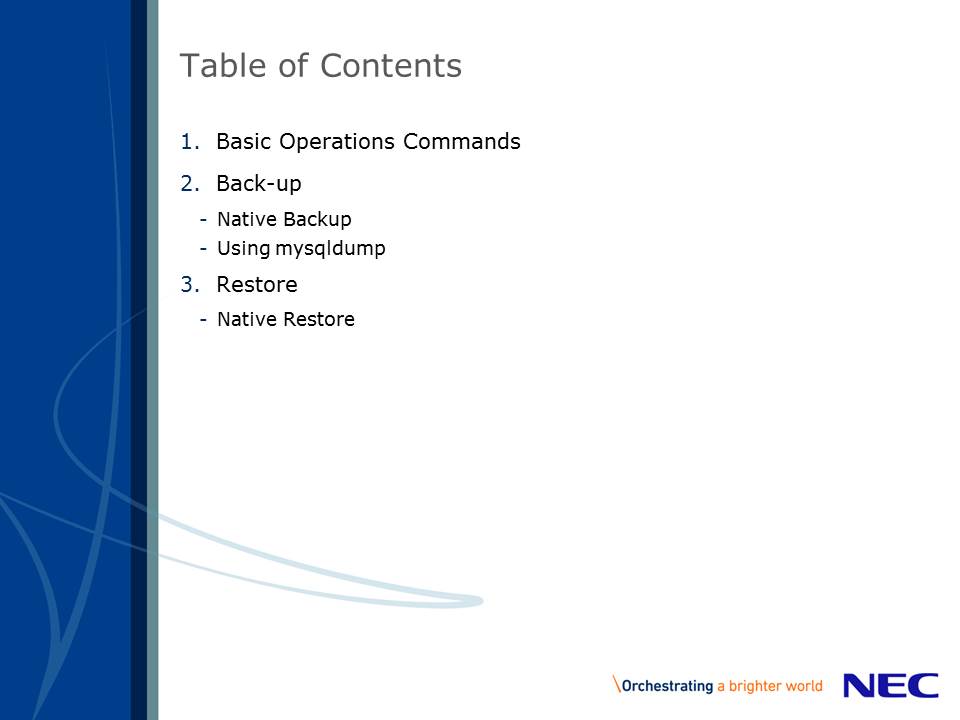 Table of Contents
1. Basic Operations Commands
2. Back-up
- Native Backup
- Using mysqldump
3. Restore
- Native Restore
\Orchestrating a brighter world NEC